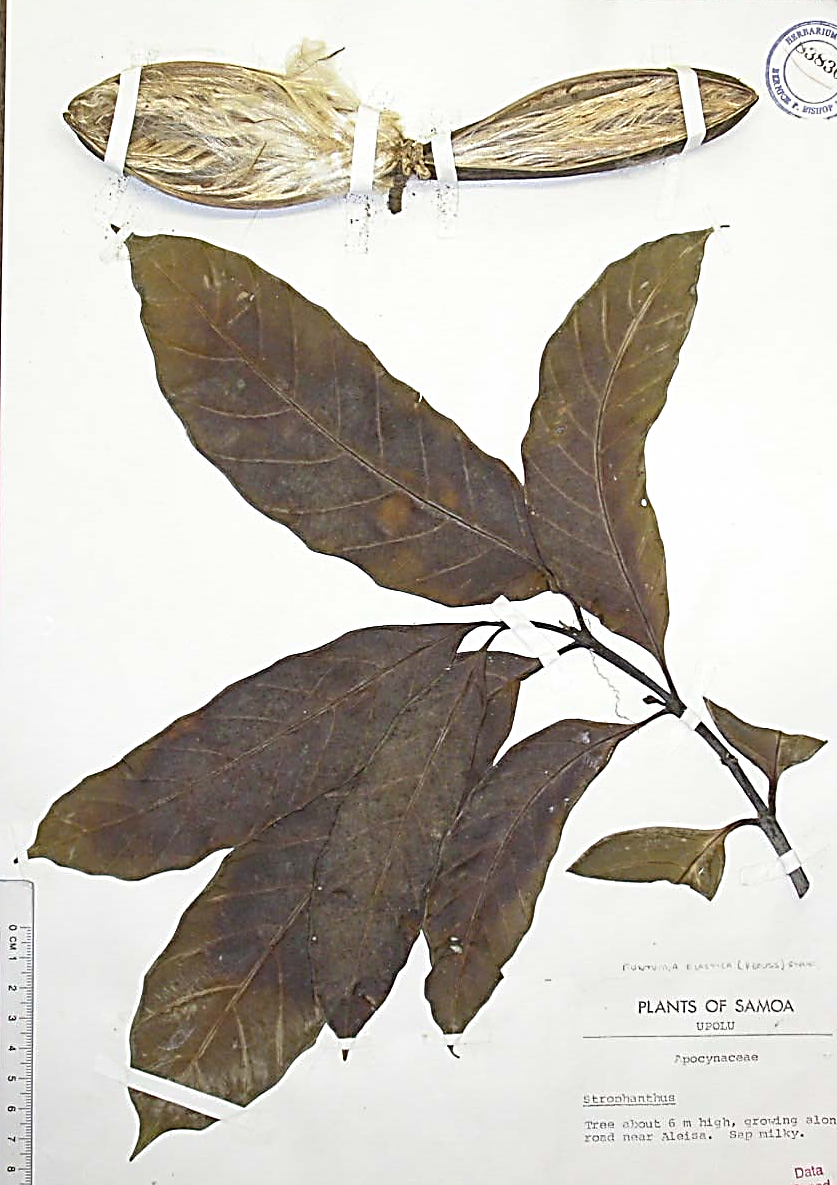 HERBARIUM
BERNICE P. BISHOP
0 CM 1 2 3 4 5 6 7 8
FUNTUMIA ELASTICA (PREUSS) STAPF
PLANTS OF SAMOA
UPOLU
Apocynaceae
Strophanthus
Tree about 6 m high, growing alon
road near Aleisa. Sap milky.
Data